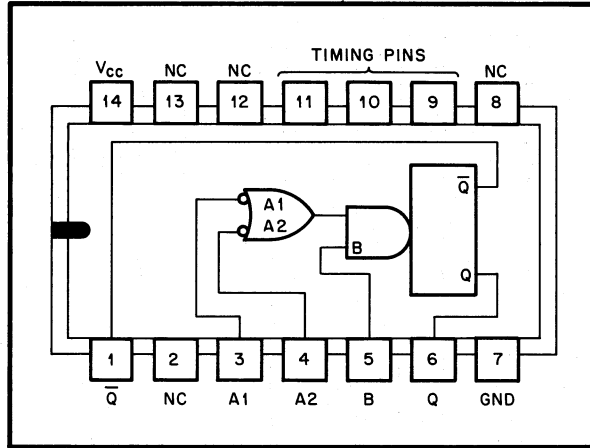 TIMING PINS
VCC NC NC NC
14 13 12 11 10 9 8
Q̅
A1
A2
B
Q
1 2 3 4 5 6 7
Q̅ NC A1 A2 B Q GND